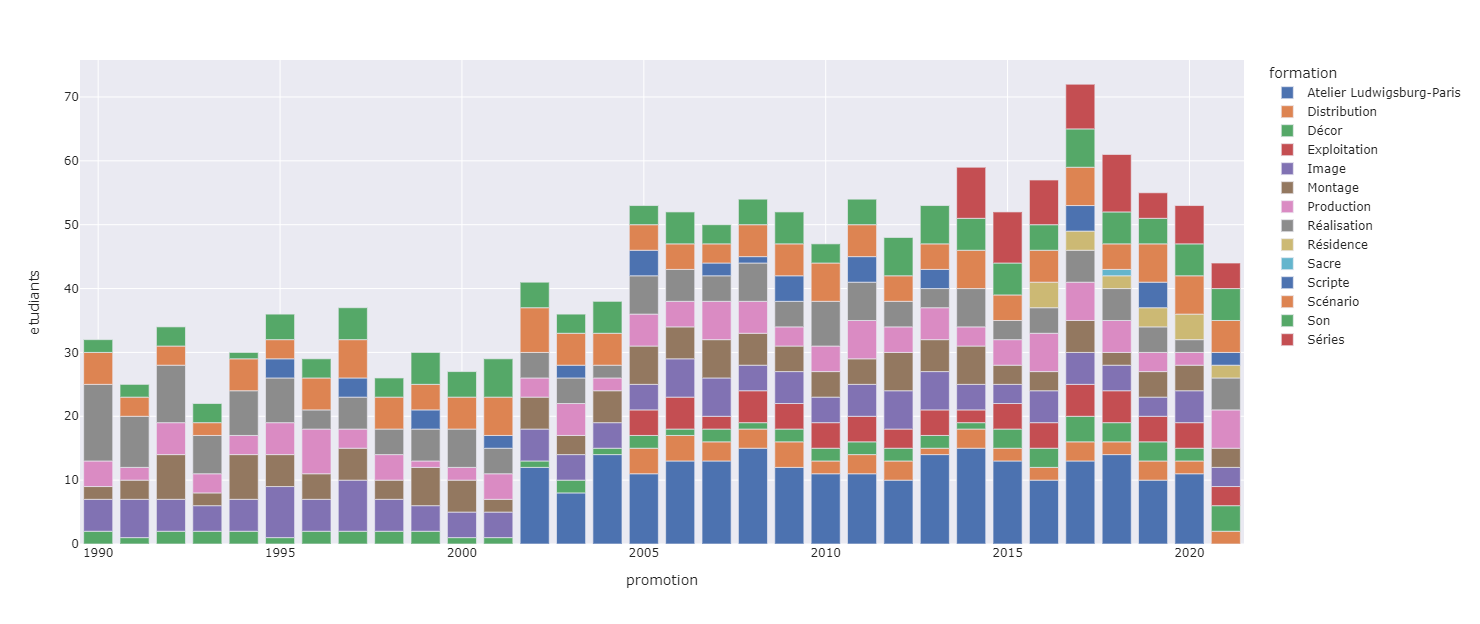 formation
Atelier Ludwigsburg-Paris
Distribution
Décor
Exploitation
Image
Montage
Production
Réalisation
Résidence
Sacre
Scripte
Scénario
Son
Séries
70
60
50
40
30
20
10
0
etudiants
1990 1995 2000 2005 2010 2015 2020
promotion